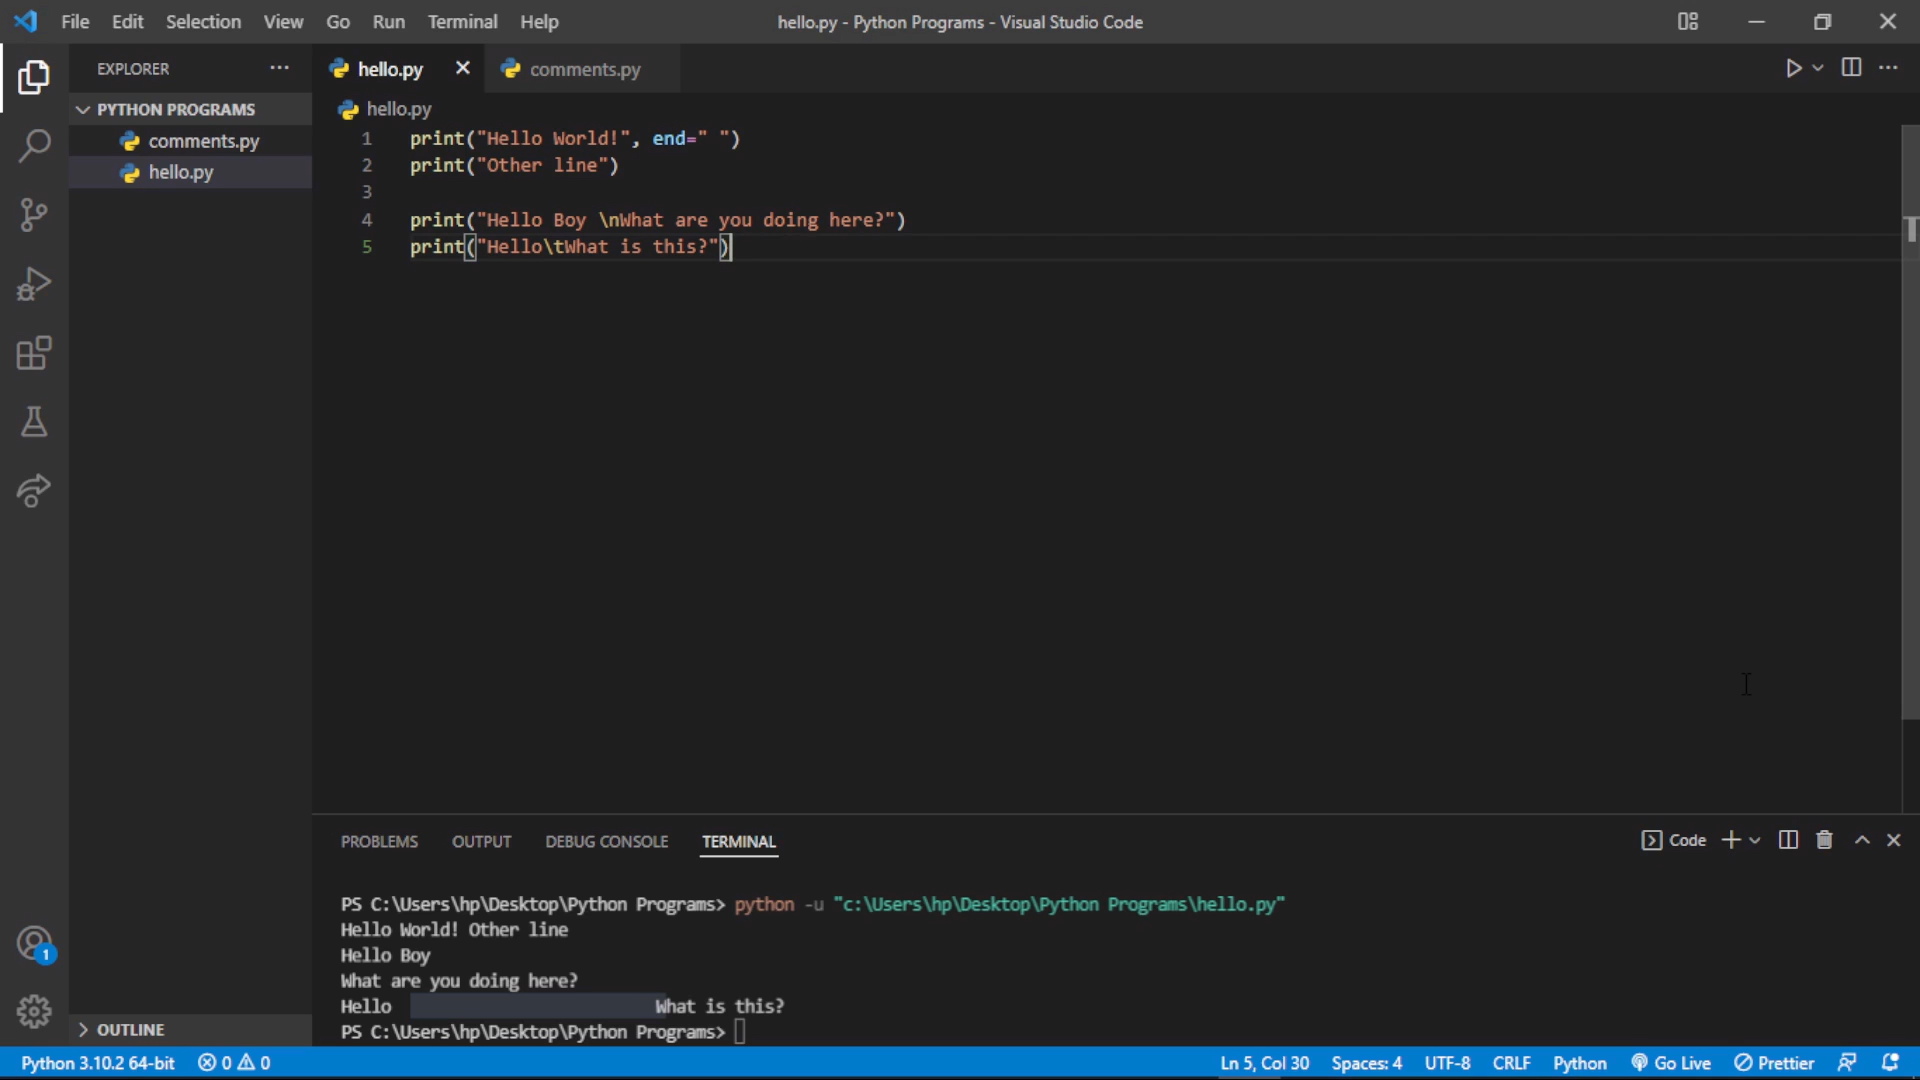 File Edit Selection View Go Run Terminal Help hello.py - Python Programs - Visual Studio Code
EXPLORER ··· hello.py comments.py ···
PYTHON PROGRAMS
comments.py
hello.py
hello.py
1 print("Hello World!", end=" ")
2 print("Other line")
3
4 print("Hello Boy \nWhat are you doing here?")
5 print("Hello\tWhat is this?")
PROBLEMS OUTPUT DEBUG CONSOLE TERMINAL Code
PS C:\Users\hp\Desktop\Python Programs> python -u "c:\Users\hp\Desktop\Python Programs\hello.py"
Hello World! Other line
Hello Boy
What are you doing here?
Hello What is this?
PS C:\Users\hp\Desktop\Python Programs>
1
OUTLINE
Python 3.10.2 64-bit 0 0 Ln 5, Col 30 Spaces: 4 UTF-8 CRLF Python Go Live Prettier